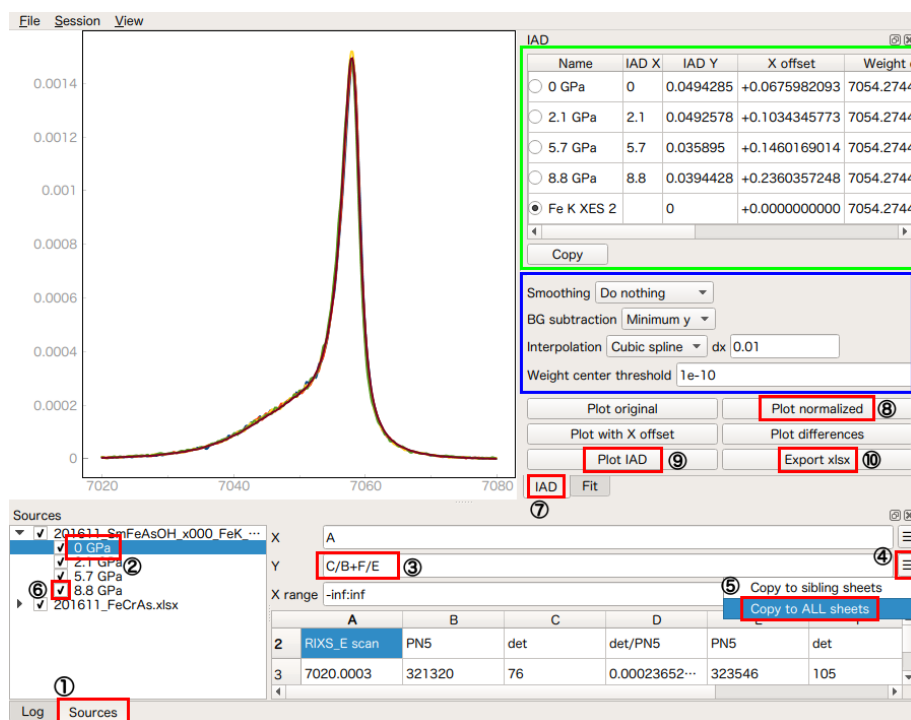 File Session View
IAD
0.0014
0.0012
0.001
0.0008
0.0006
0.0004
0.0002
0
7020 7040 7060 7080
Name IAD X IAD Y X offset Weight
0 GPa 0 0.0494285 +0.0675982093 7054.2744
2.1 GPa 2.1 0.0492578 +0.1034345773 7054.2744
5.7 GPa 5.7 0.035895 +0.1460169014 7054.2744
8.8 GPa 8.8 0.0394428 +0.2360357248 7054.2744
Fe K XES 2 0 +0.0000000000 7054.2744
Copy
Smoothing Do nothing
BG subtraction Minimum y
Interpolation Cubic spline dx 0.01
Weight center threshold 1e-10
Plot original Plot normalized ⑧
Plot with X offset Plot differences
Plot IAD ⑨ Export xlsx ⑩
IAD Fit
⑦
Sources
201611_SmFeAsOH_x000_FeK_···
0 GPa
2.1 GPa ②
5.7 GPa
⑥ 8.8 GPa
201611_FeCrAs.xlsx
X A
Y C/B+F/E ③ ④
X range -inf:inf
⑤ Copy to sibling sheets
Copy to ALL sheets
A B C D
2 RIXS_E scan PN5 det det/PN5 PN5 det
3 7020.0003 321320 76 0.00023652··· 323546 105
①
Log Sources